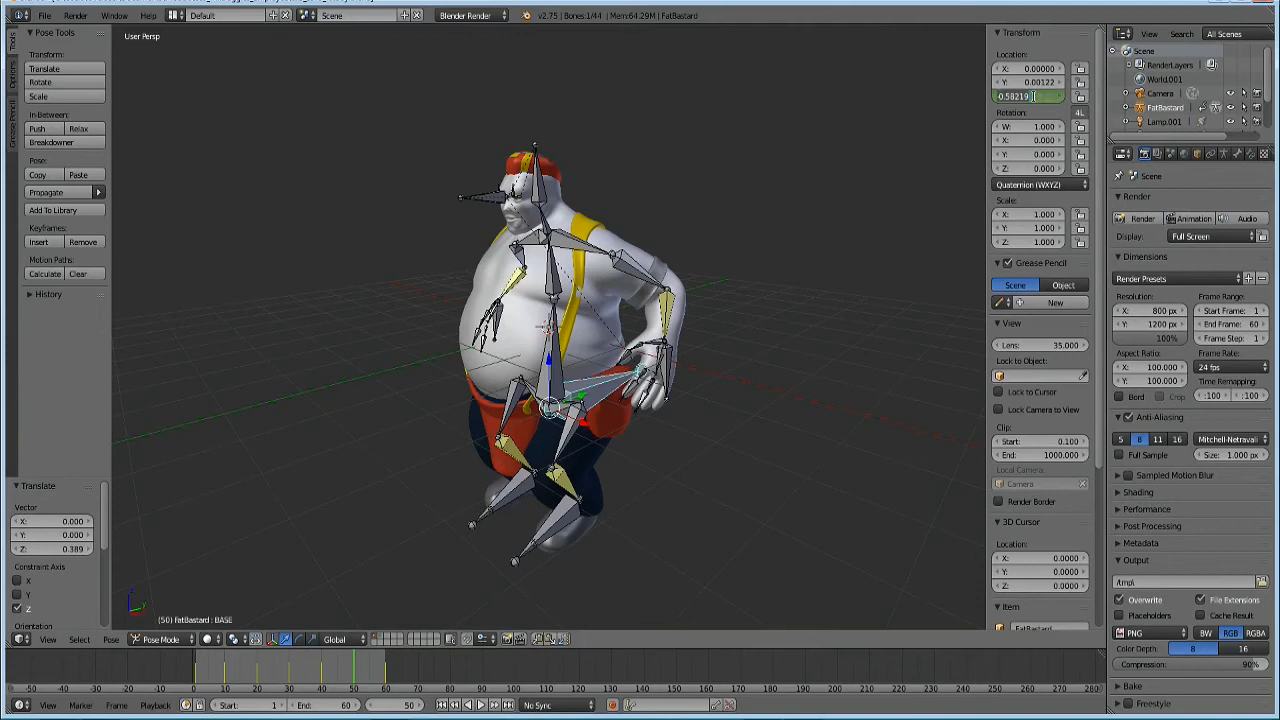 File Render Window Help Default Scene Blender Render v2.75 | Bones:1/44 | Mem:64.29M | FatBastard
Tools
Options
Grease Pencil
Pose Tools
Transform:
Translate
Rotate
Scale
In-Between:
Push Relax
Breakdowner
Pose:
Copy Paste
Propagate
Add To Library
Keyframes:
Insert Remove
Motion Paths:
Calculate Clear
History
Translate
Vector
X: 0.000
Y: 0.000
Z: 0.389
Constraint Axis
X
Y
Z
Orientation
User Persp
(50) FatBastard : BASE
Transform
Location:
X: 0.00000
Y: 0.00122
0.58219
Rotation: 4L
W: 1.000
X: 0.000
Y: 0.000
Z: 0.000
Quaternion (WXYZ)
Scale:
X: 1.000
Y: 1.000
Z: 1.000
Grease Pencil
Scene Object
New
View
Lens: 35.000
Lock to Object:
Lock to Cursor
Lock Camera to View
Clip:
Start: 0.100
End: 1000.000
Local Camera:
Camera
Render Border
3D Cursor
Location:
X: 0.0000
Y: 0.0000
Z: 0.0000
Item
FatBastard
View Search All Scenes
Scene
RenderLayers
World.001
Camera
FatBastard
Lamp.001
Scene
Render
Render Animation Audio
Display: Full Screen
Dimensions
Render Presets
Resolution: Frame Range:
X: 800 px Start Frame: 1
Y: 1200 px End Frame: 60
100% Frame Step: 1
Aspect Ratio: Frame Rate:
X: 100.000 24 fps
Y: 100.000 Time Remapping:
Bord Crop :100 :100
Anti-Aliasing
5 8 11 16 Mitchell-Netravali
Full Sample Size: 1.000 px
Sampled Motion Blur
Shading
Performance
Post Processing
Metadata
Output
/tmp\
Overwrite File Extensions
Placeholders Cache Result
PNG BW RGB RGBA
Color Depth: 8 16
Compression: 90%
Bake
Freestyle
View Select Add Pose Pose Mode Global
-50 -40 -30 -20 -10 0 10 20 30 40 50 60 70 80 90 100 110 120 130 140 150 160 170 180 190 200 210 220 230 240 250 260 270 280
View Marker Frame Playback Start: 1 End: 60 50 No Sync